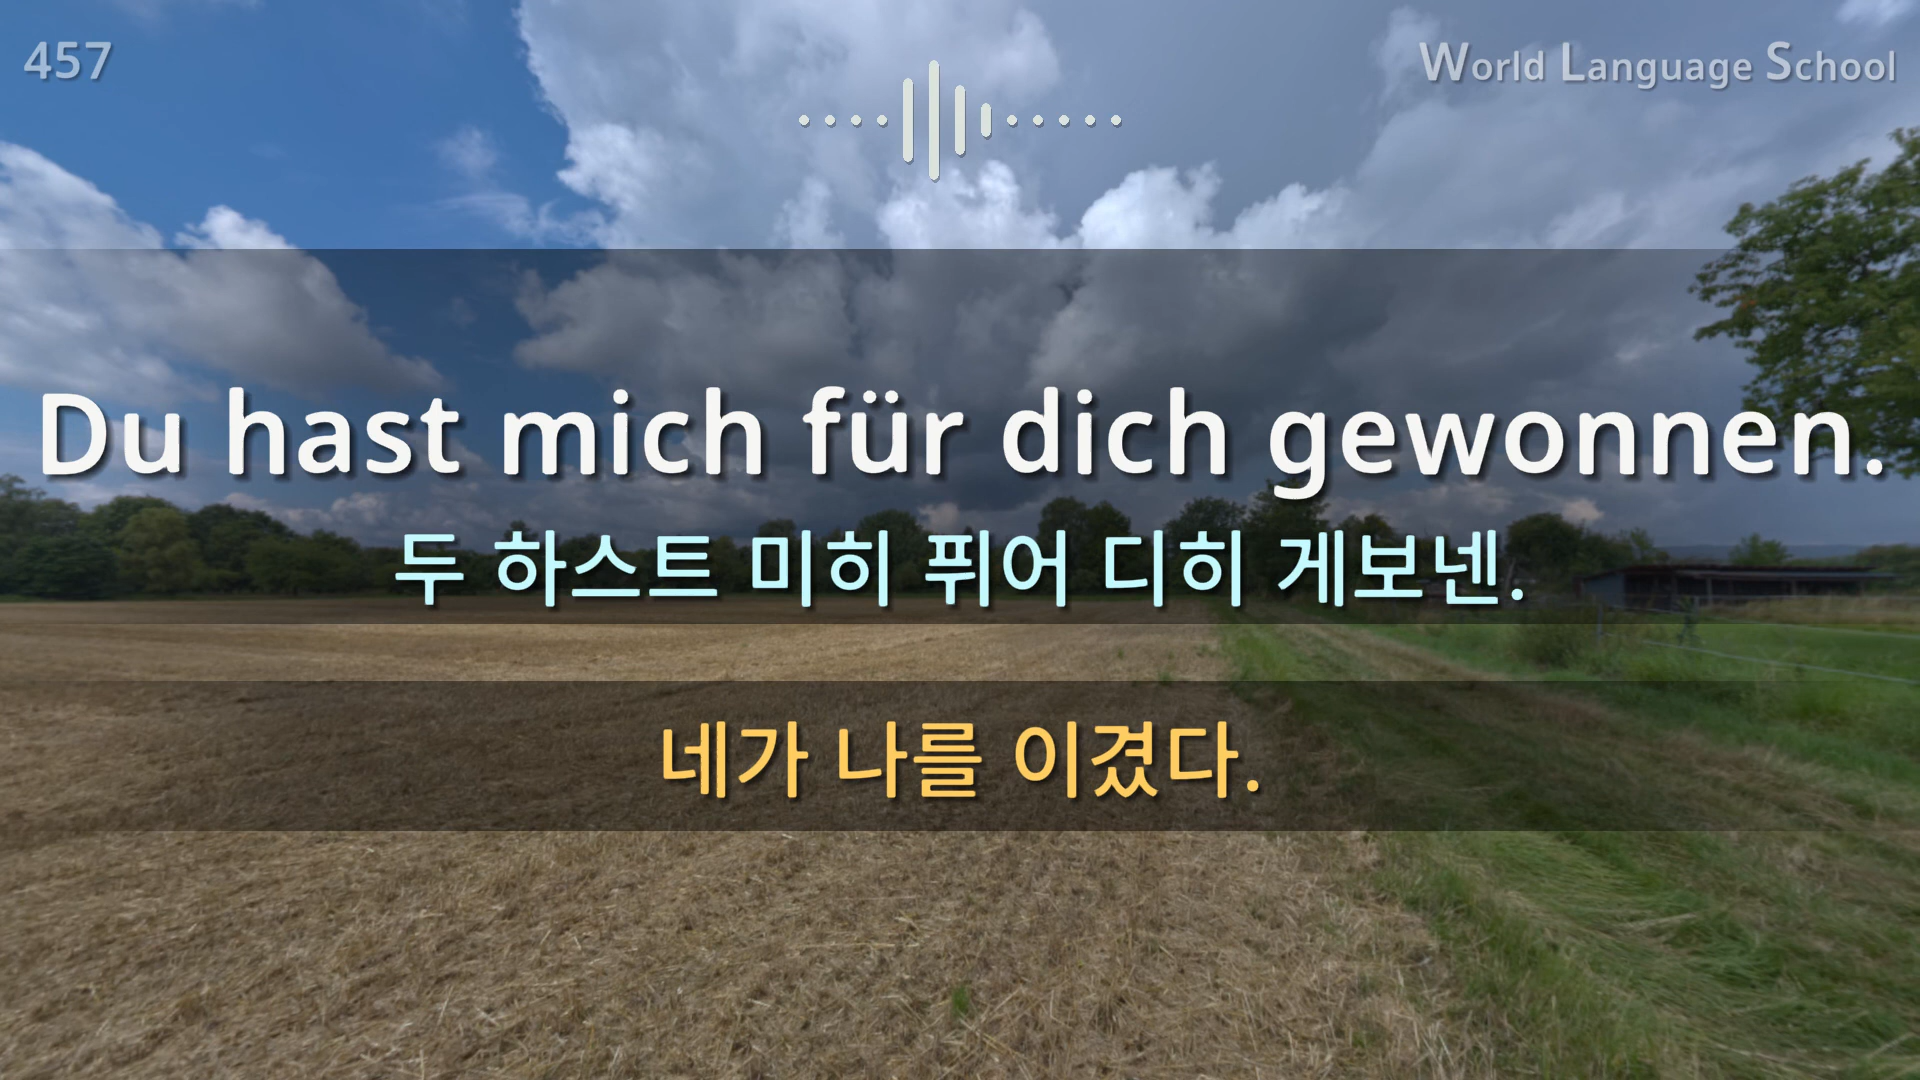 457
World Language School
Du hast mich für dich gewonnen.
두 하스트 미히 퓌어 디히 게보넨.
네가 나를 이겼다.